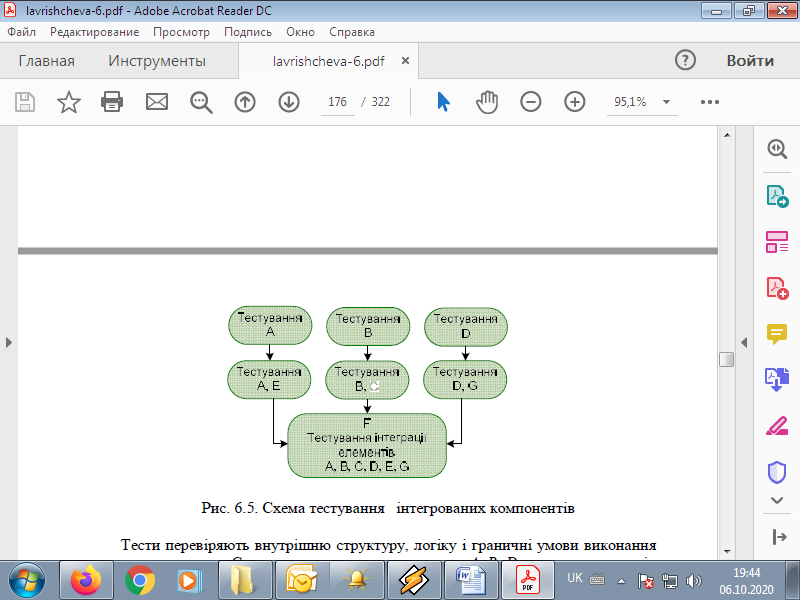 lavrishcheva-6.pdf - Adobe Acrobat Reader DC
Файл Редактирование Просмотр Подпись Окно Справка
Главная Инструменты lavrishcheva-6.pdf × ? Войти
176 / 322 95,1%
Тестування
A
Тестування
B
Тестування
D
Тестування
A, E
Тестування
B,
Тестування
D, G
F
Тестування інтеграції
елементів
A, B, C, D, E, G
Рис. 6.5. Схема тестування інтегрованих компонентів
Тести перевіряють внутрішню структуру, логіку і граничні умови виконання
PDF
UK
19:44
06.10.2020